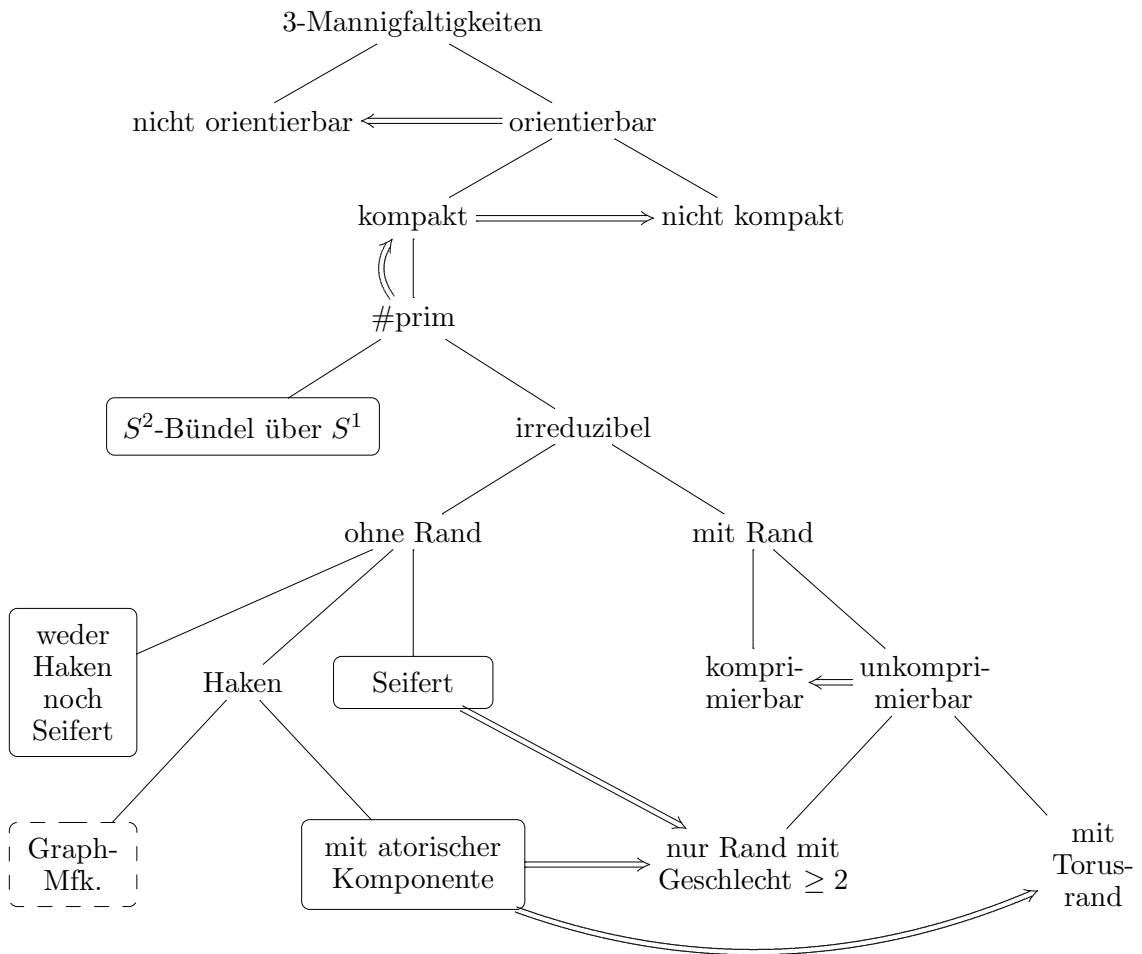 3-Mannigfaltigkeiten
nicht orientierbar
orientierbar
kompakt
nicht kompakt
#prim
S²-Bündel über S¹
irreduzibel
ohne Rand
mit Rand
weder
Haken
noch
Seifert
Haken
Seifert
kompri-
mierbar
unkompri-
mierbar
Graph-
Mfk.
mit atorischer
Komponente
nur Rand mit
Geschlecht ≥ 2
mit
Torus-
rand